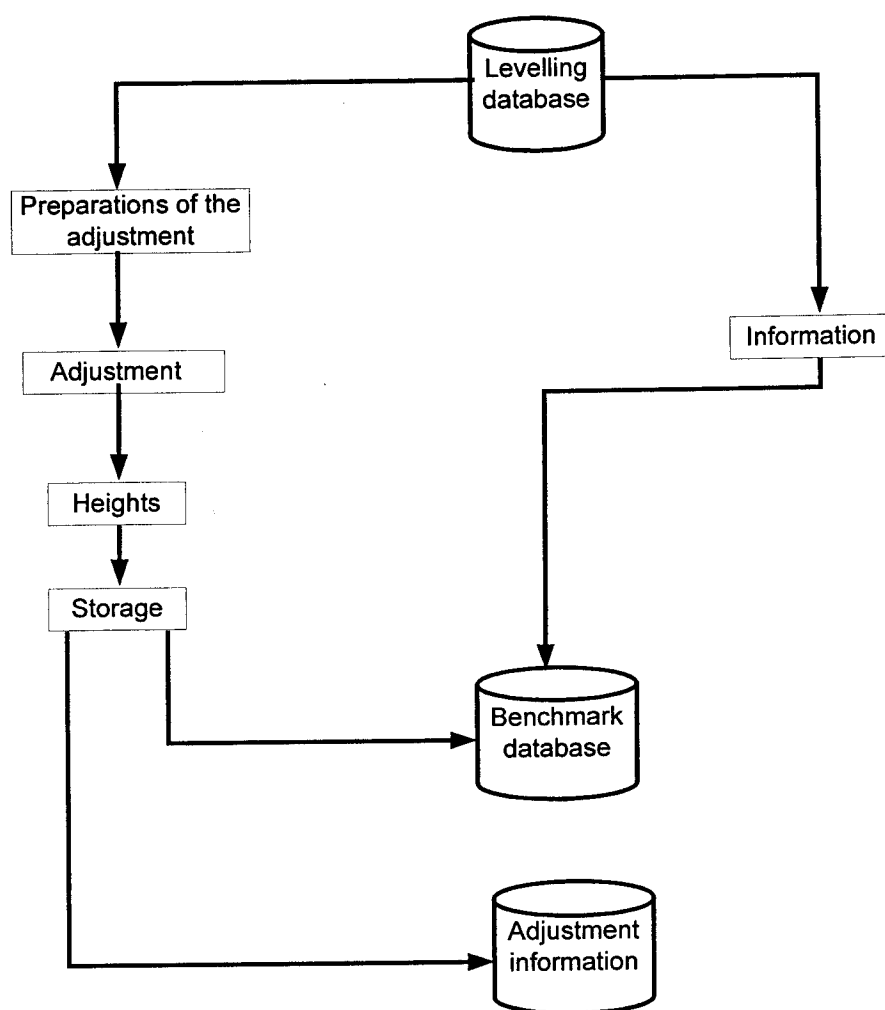 Levelling
database
Preparations of the
adjustment
Information
Adjustment
Heights
Storage
Benchmark
database
Adjustment
information